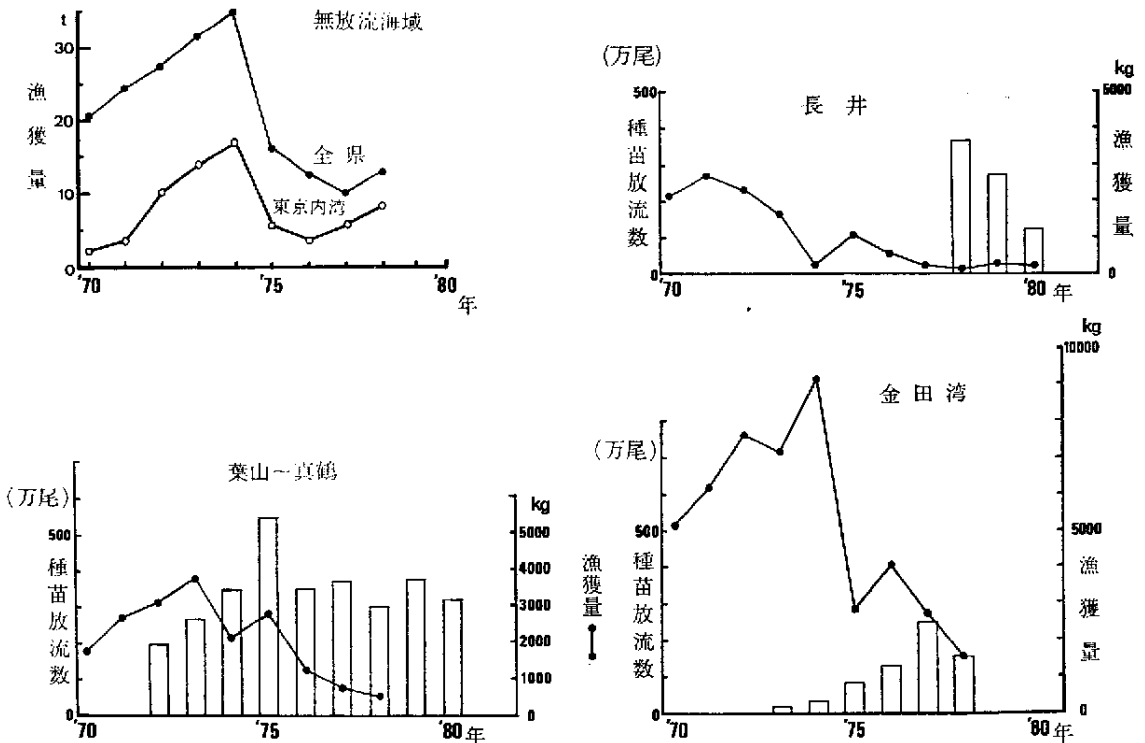 t
無放流海域
30
漁獲量
20
10
0
全県
東京内湾
'70
'75
'80
年
(万尾)
kg
500
5000
長井
種苗放流数
漁獲量
0
0
'70
'75
'80
年
葉山～真鶴
(万尾)
kg
500
5000
4000
3000
2000
1000
0
種苗放流数
0
漁獲量
'70
'75
'80
年
kg
10000
金田湾
(万尾)
500
5000
種苗放流数
漁獲量
0
'70
'75
'80
年